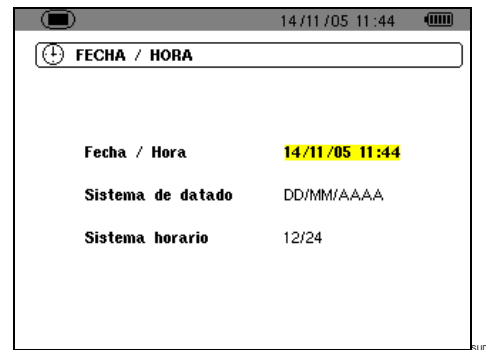 14/11/05 11:44
FECHA / HORA
Fecha / Hora 14/11/05 11:44
Sistema de datado DD/MM/AAAA
Sistema horario 12/24